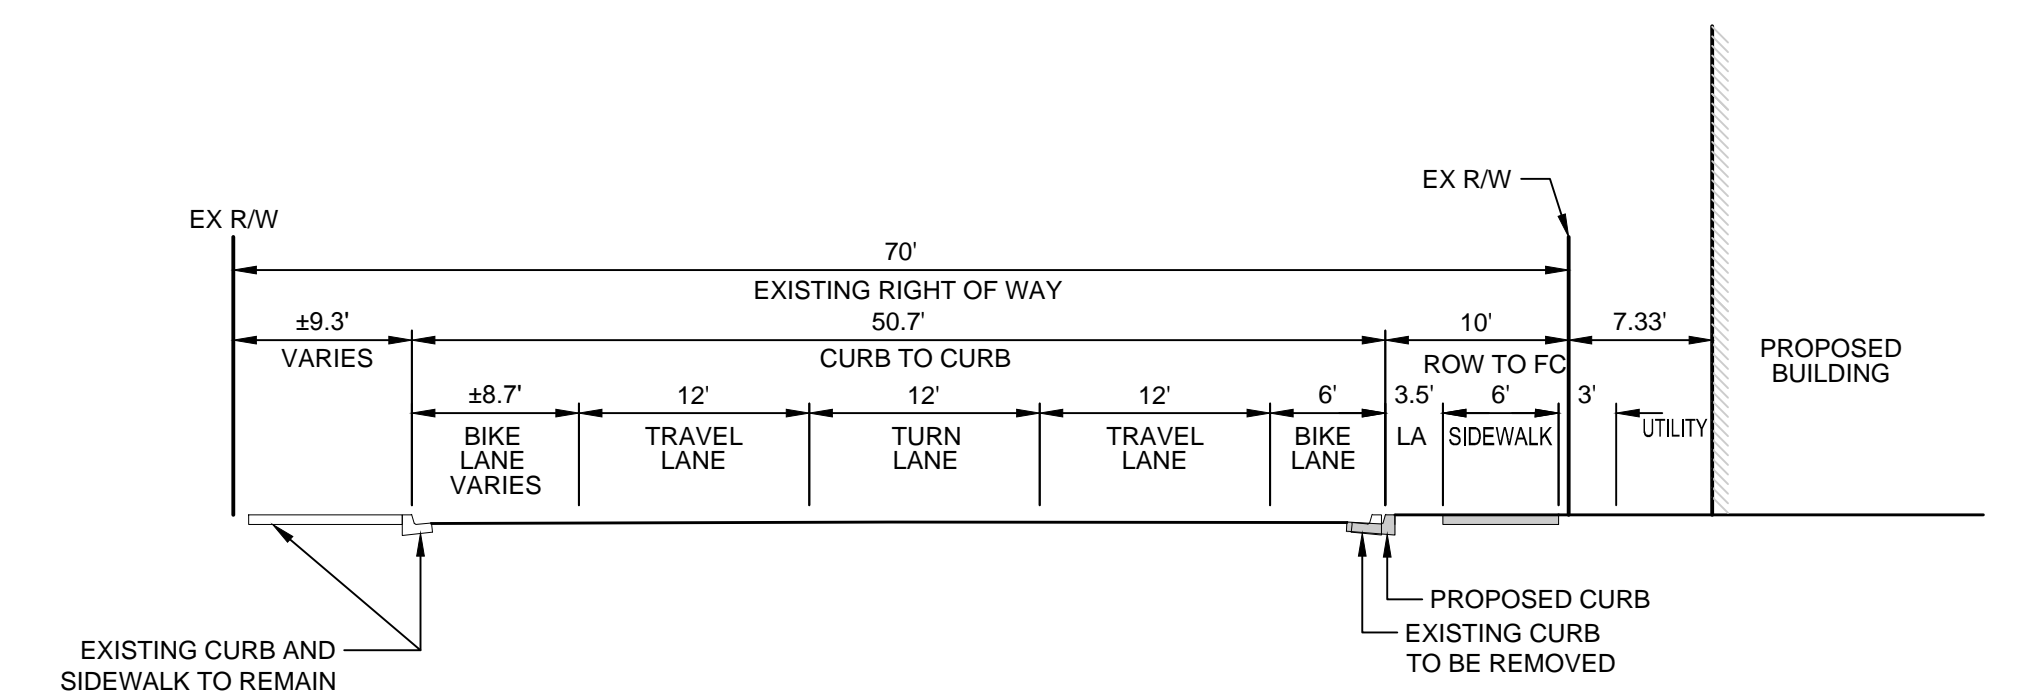 EX R/W
EX R/W
70'
EXISTING RIGHT OF WAY
±9.3'
50.7'
10'
7.33'
VARIES
CURB TO CURB
ROW TO FC
PROPOSED
BUILDING
±8.7'
12'
12'
12'
6'
3.5'
6'
3'
BIKE
LANE
VARIES
TRAVEL
LANE
TURN
LANE
TRAVEL
LANE
BIKE
LANE
LA
SIDEWALK
UTILITY
PROPOSED CURB
EXISTING CURB
TO BE REMOVED
EXISTING CURB AND
SIDEWALK TO REMAIN